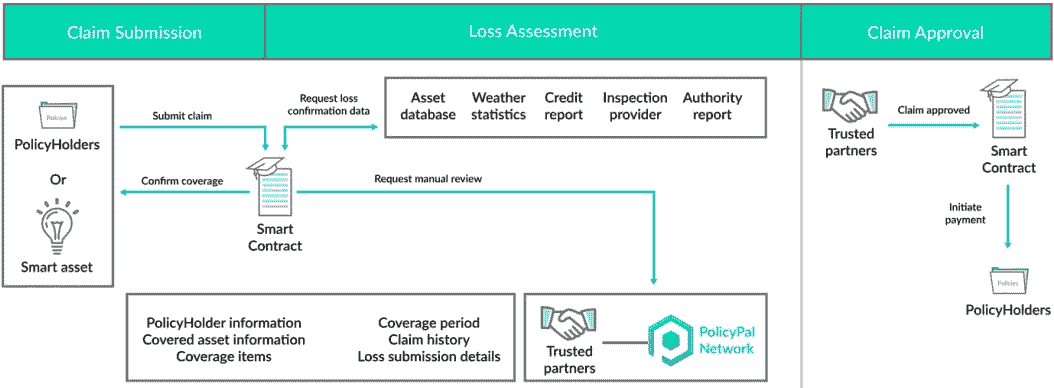 Claim Submission
Loss Assessment
Claim Approval
Policies
PolicyHolders
Or
Smart asset
Submit claim
Confirm coverage
Smart
Contract
Request loss
confirmation data
Asset
database
Weather
statistics
Credit
report
Inspection
provider
Authority
report
Request manual review
PolicyHolder information
Covered asset information
Coverage items
Coverage period
Claim history
Loss submission details
Trusted
partners
PolicyPal
Network
Trusted
partners
Claim approved
Smart
Contract
Initiate
payment
Policies
PolicyHolders